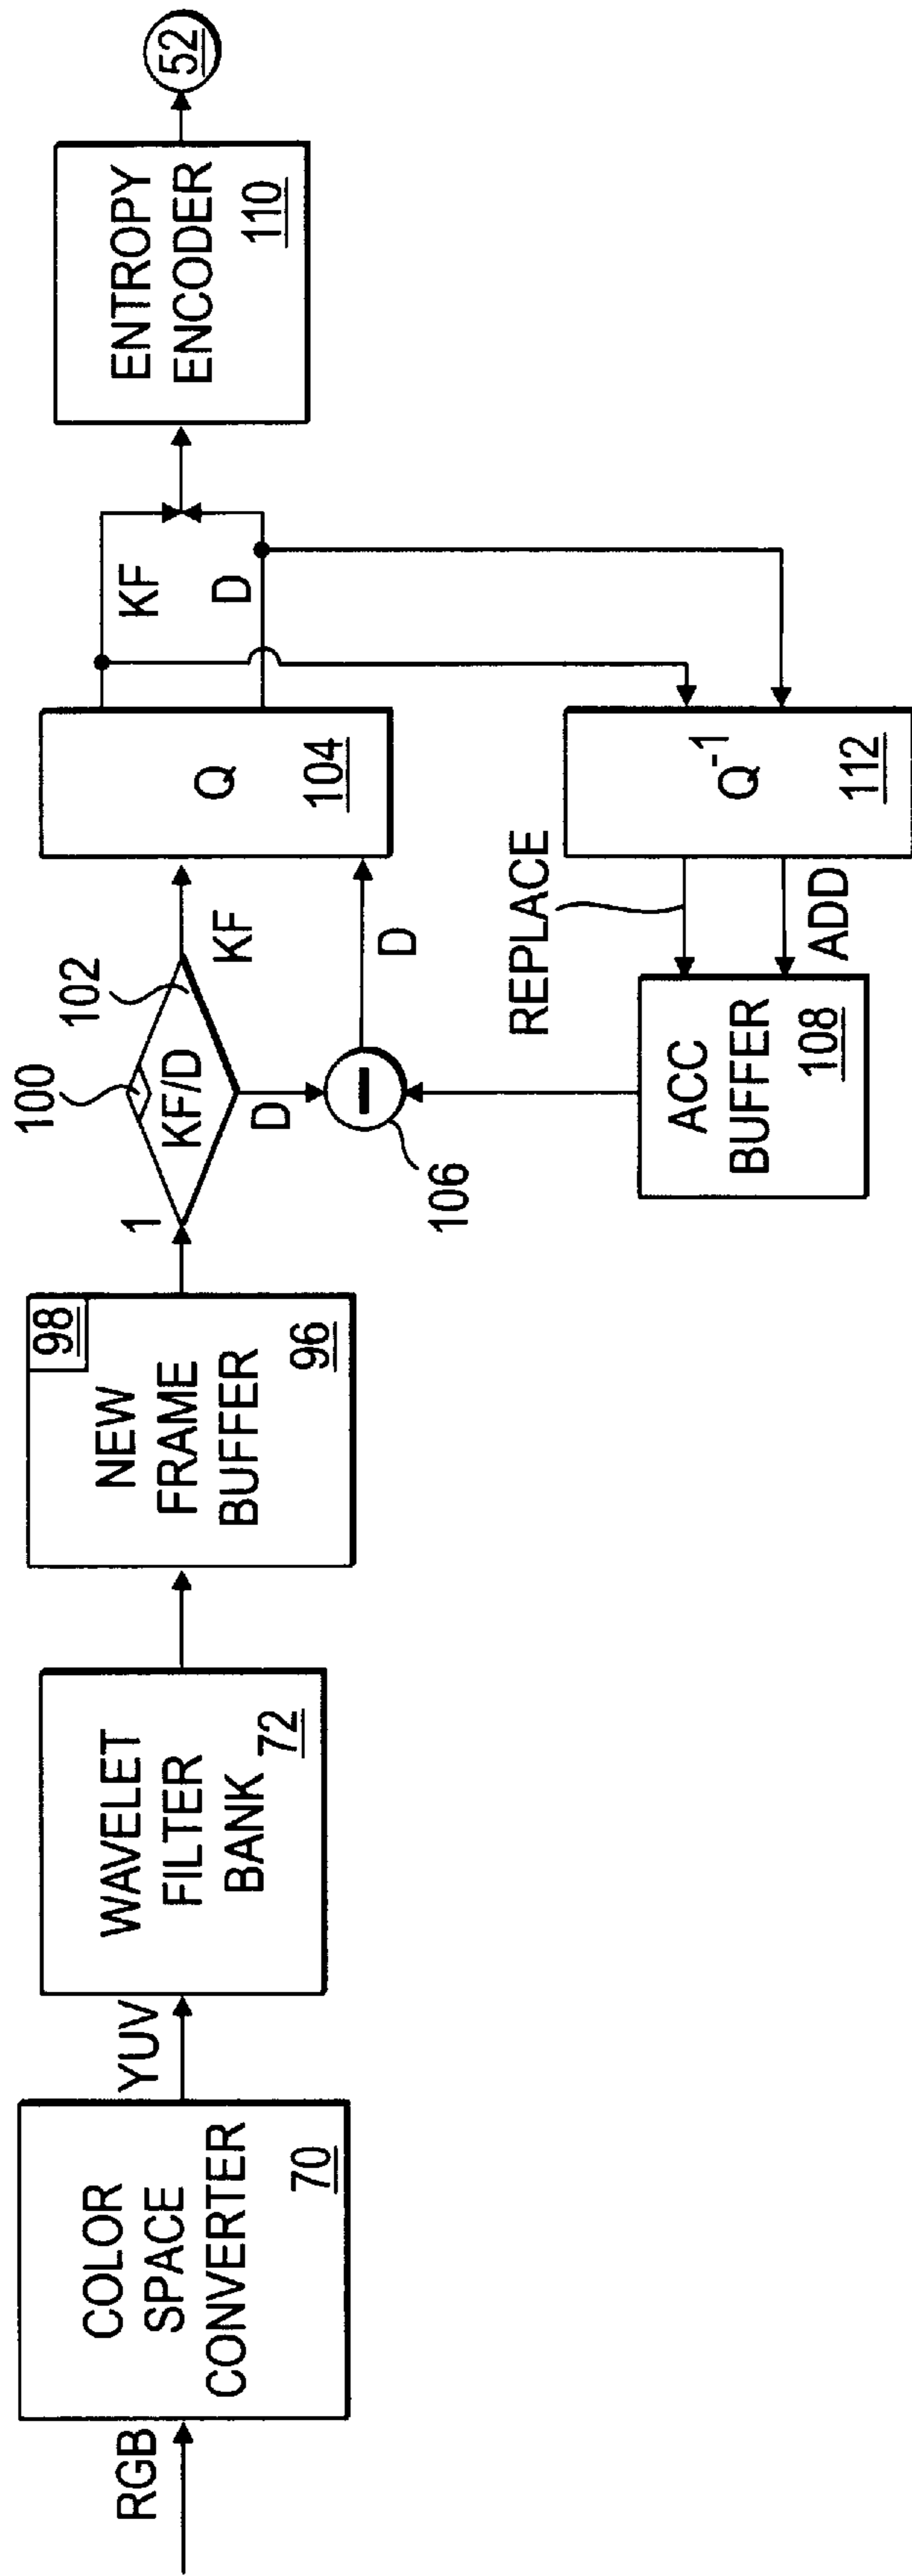 RGB
COLOR
SPACE
CONVERTER
70
YUV
WAVELET
FILTER
BANK
72
NEW
FRAME
BUFFER
98
96
1
100
KF/D
102
KF
D
106
D
Q
104
KF
D
ENTROPY
ENCODER
110
52
ACC
BUFFER
108
REPLACE
ADD
Q-1
112